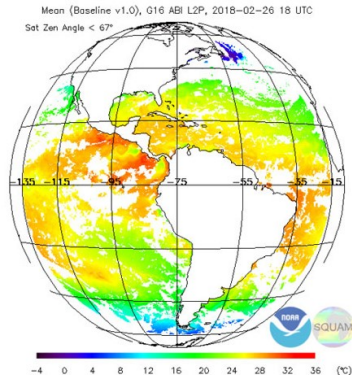 Mean (Baseline v1.0), G16 ABI L2P, 2018-02-26 18 UTC
Sat Zen Angle < 67°
-135 -115 -95 -75 -55 -35 -15
NOAA
SQUAM
-4 0 4 8 12 16 20 24 28 32 36 (°C)